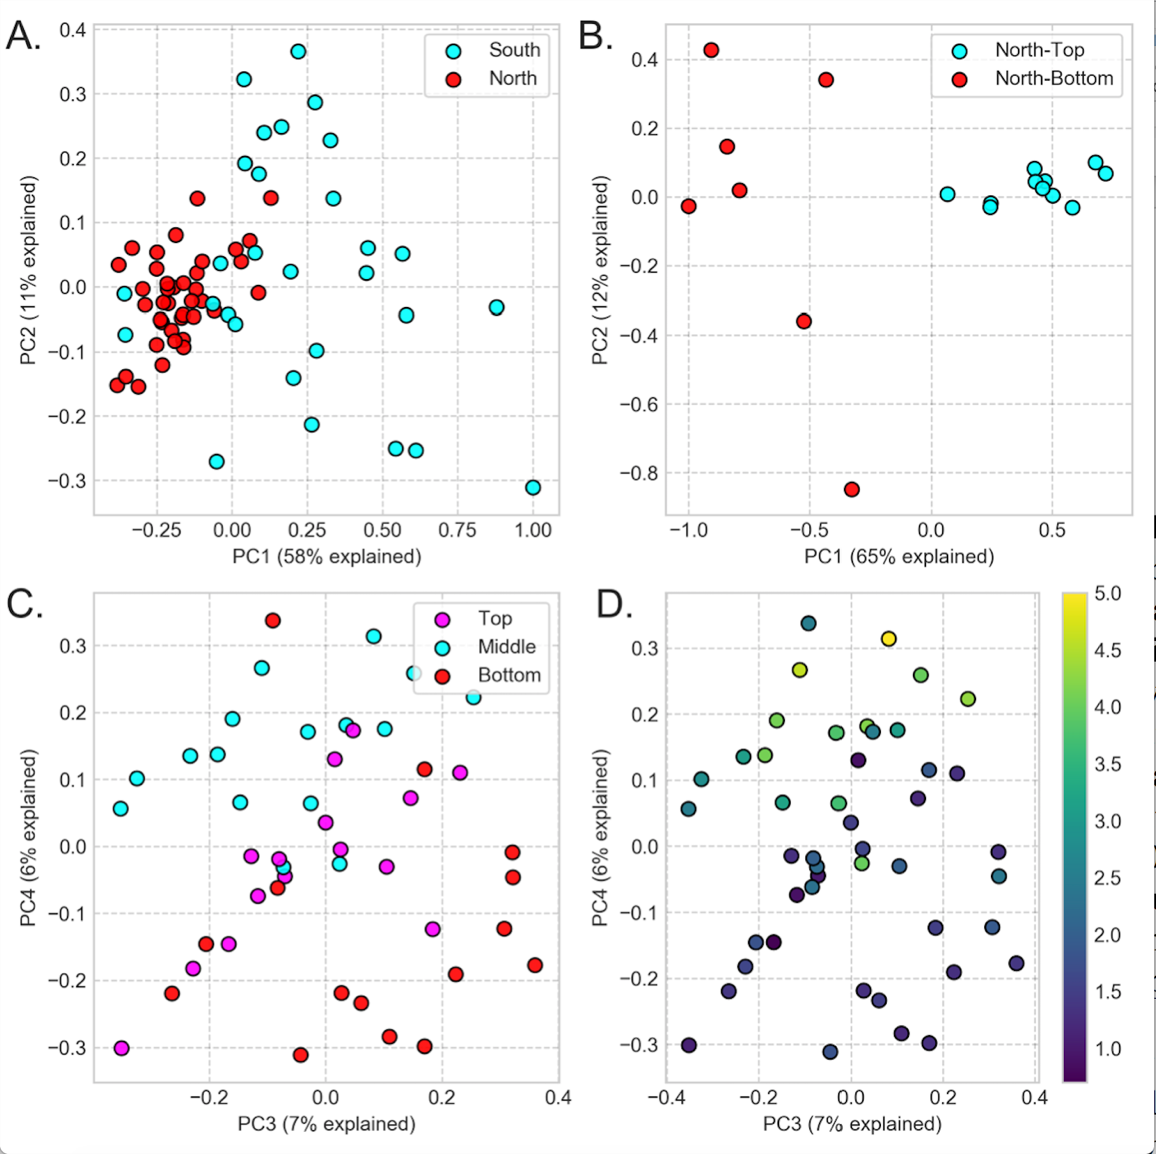 A.
South
North
0.4
0.3
0.2
0.1
0.0
−0.1
−0.2
−0.3
PC2 (11% explained)
−0.25 0.00 0.25 0.50 0.75 1.00
PC1 (58% explained)
B.
North-Top
North-Bottom
0.4
0.2
0.0
−0.2
−0.4
−0.6
−0.8
PC2 (12% explained)
−1.0 −0.5 0.0 0.5
PC1 (65% explained)
C.
Top
Middle
Bottom
0.3
0.2
0.1
0.0
−0.1
−0.2
−0.3
PC4 (6% explained)
−0.2 0.0 0.2 0.4
PC3 (7% explained)
D.
0.3
0.2
0.1
0.0
−0.1
−0.2
−0.3
PC4 (6% explained)
−0.4 −0.2 0.0 0.2 0.4
PC3 (7% explained)
5.0
4.5
4.0
3.5
3.0
2.5
2.0
1.5
1.0